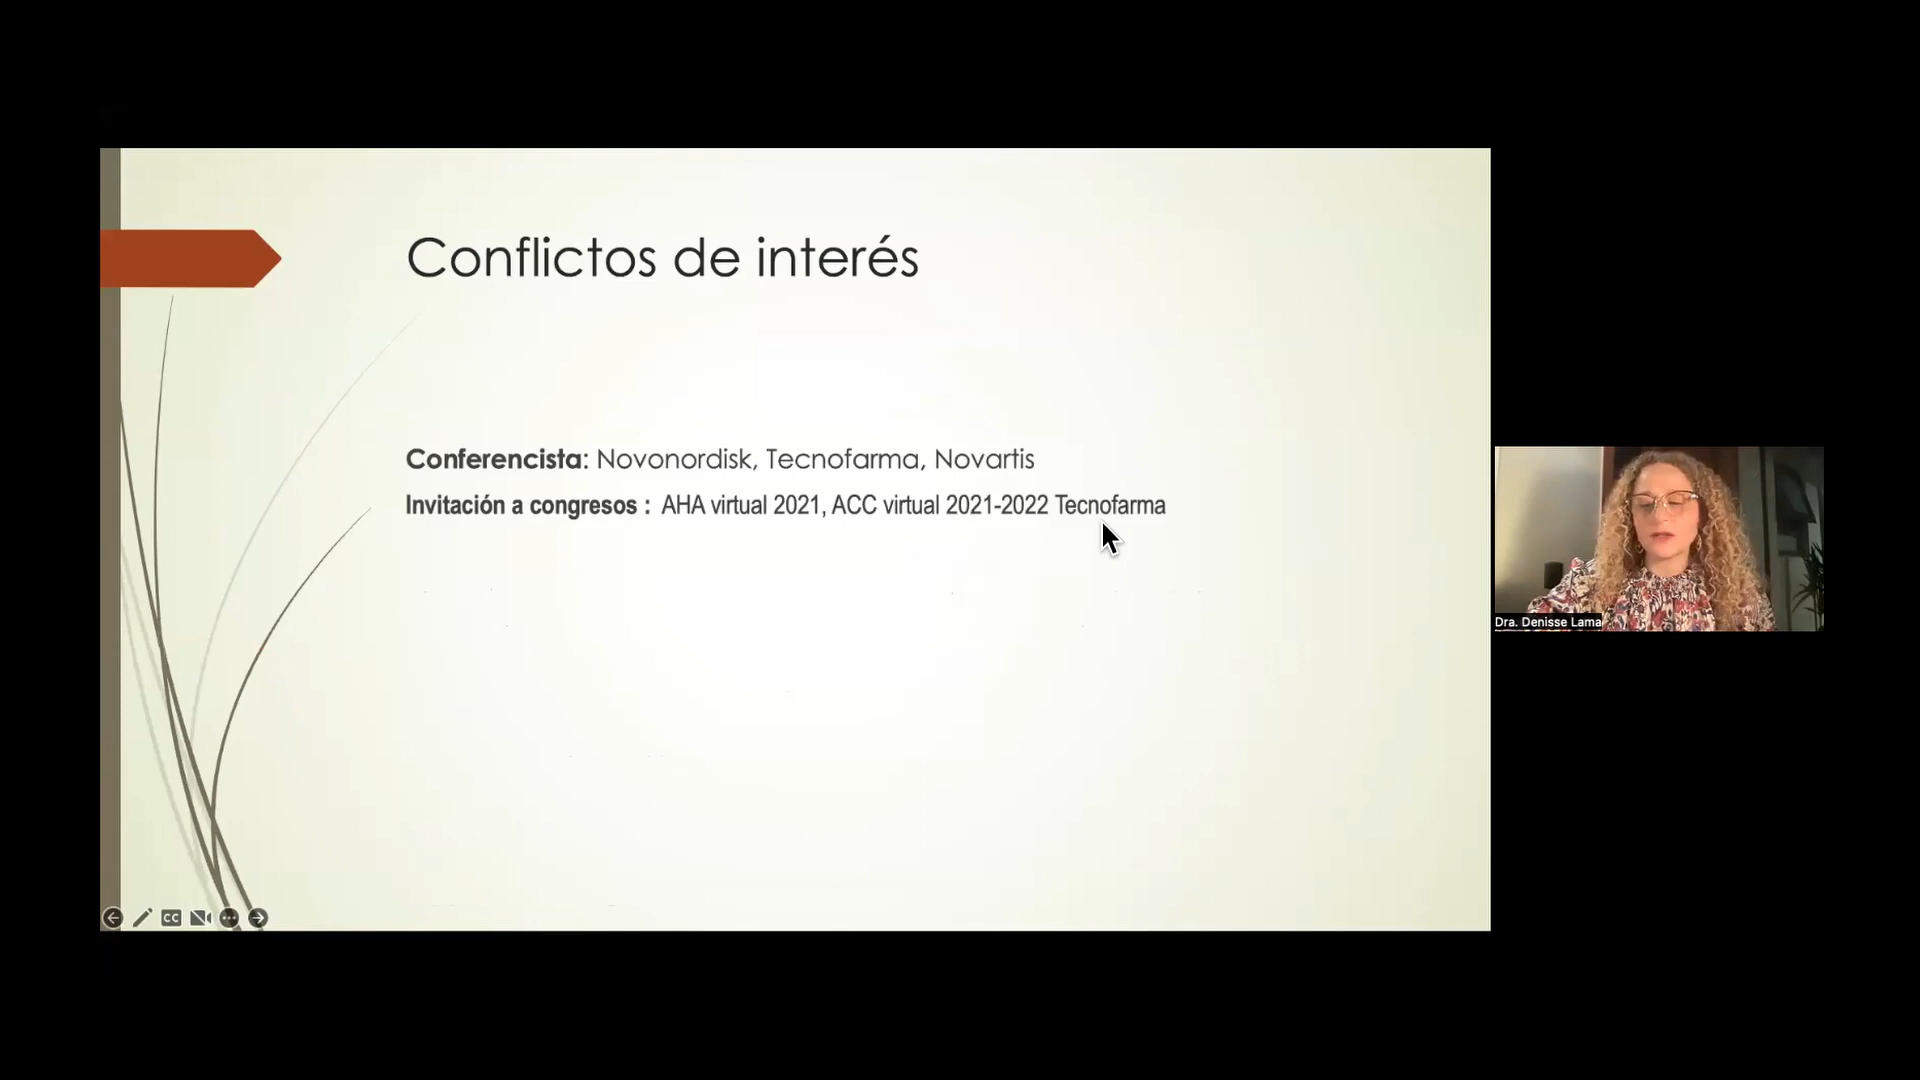 Conflictos de interés
Conferencista: Novonordisk, Tecnofarma, Novartis
Invitación a congresos : AHA virtual 2021, ACC virtual 2021-2022 Tecnofarma
Dra. Denisse Lama
CC